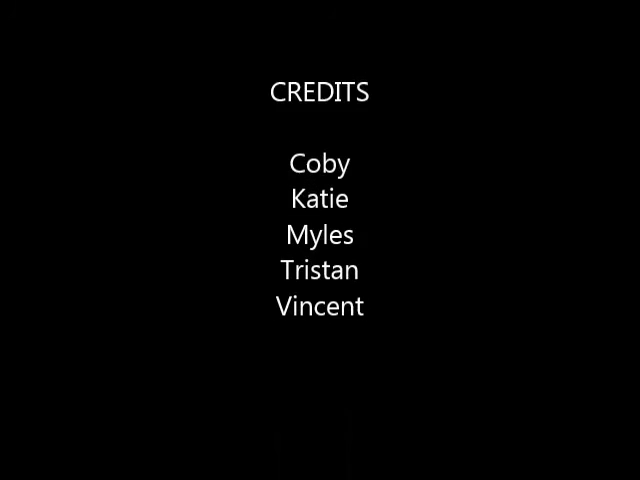 CREDITS
Coby
Katie
Myles
Tristan
Vincent